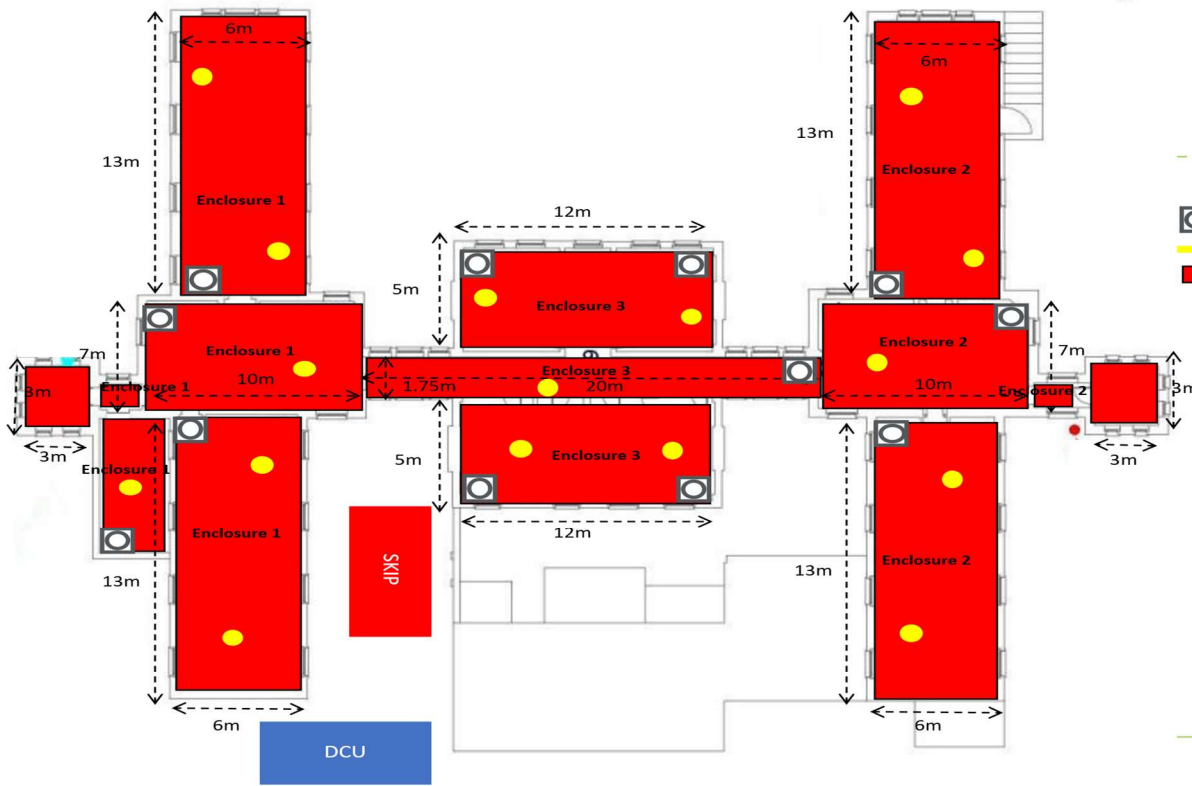 6m
6m
13m
13m
Enclosure 2
Enclosure 1
12m
5m
Enclosure 3
7m
Enclosure 1
Enclosure 2
7m
Enclosure 3
3m
Enclosure 1
10m
1.75m
20m
10m
Enclosure 2
3m
3m
3m
5m
Enclosure 1
Enclosure 3
12m
Enclosure 1
Enclosure 2
SKIP
13m
13m
6m
6m
DCU